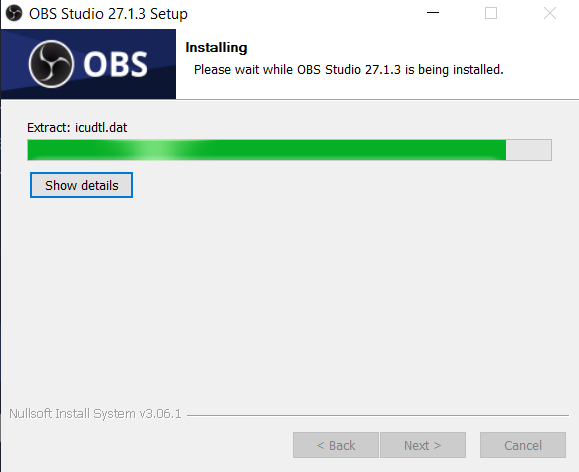 OBS Studio 27.1.3 Setup
OBS
Installing
Please wait while OBS Studio 27.1.3 is being installed.
Extract: icudtl.dat
Show details
Nullsoft Install System v3.06.1
< Back
Next >
Cancel